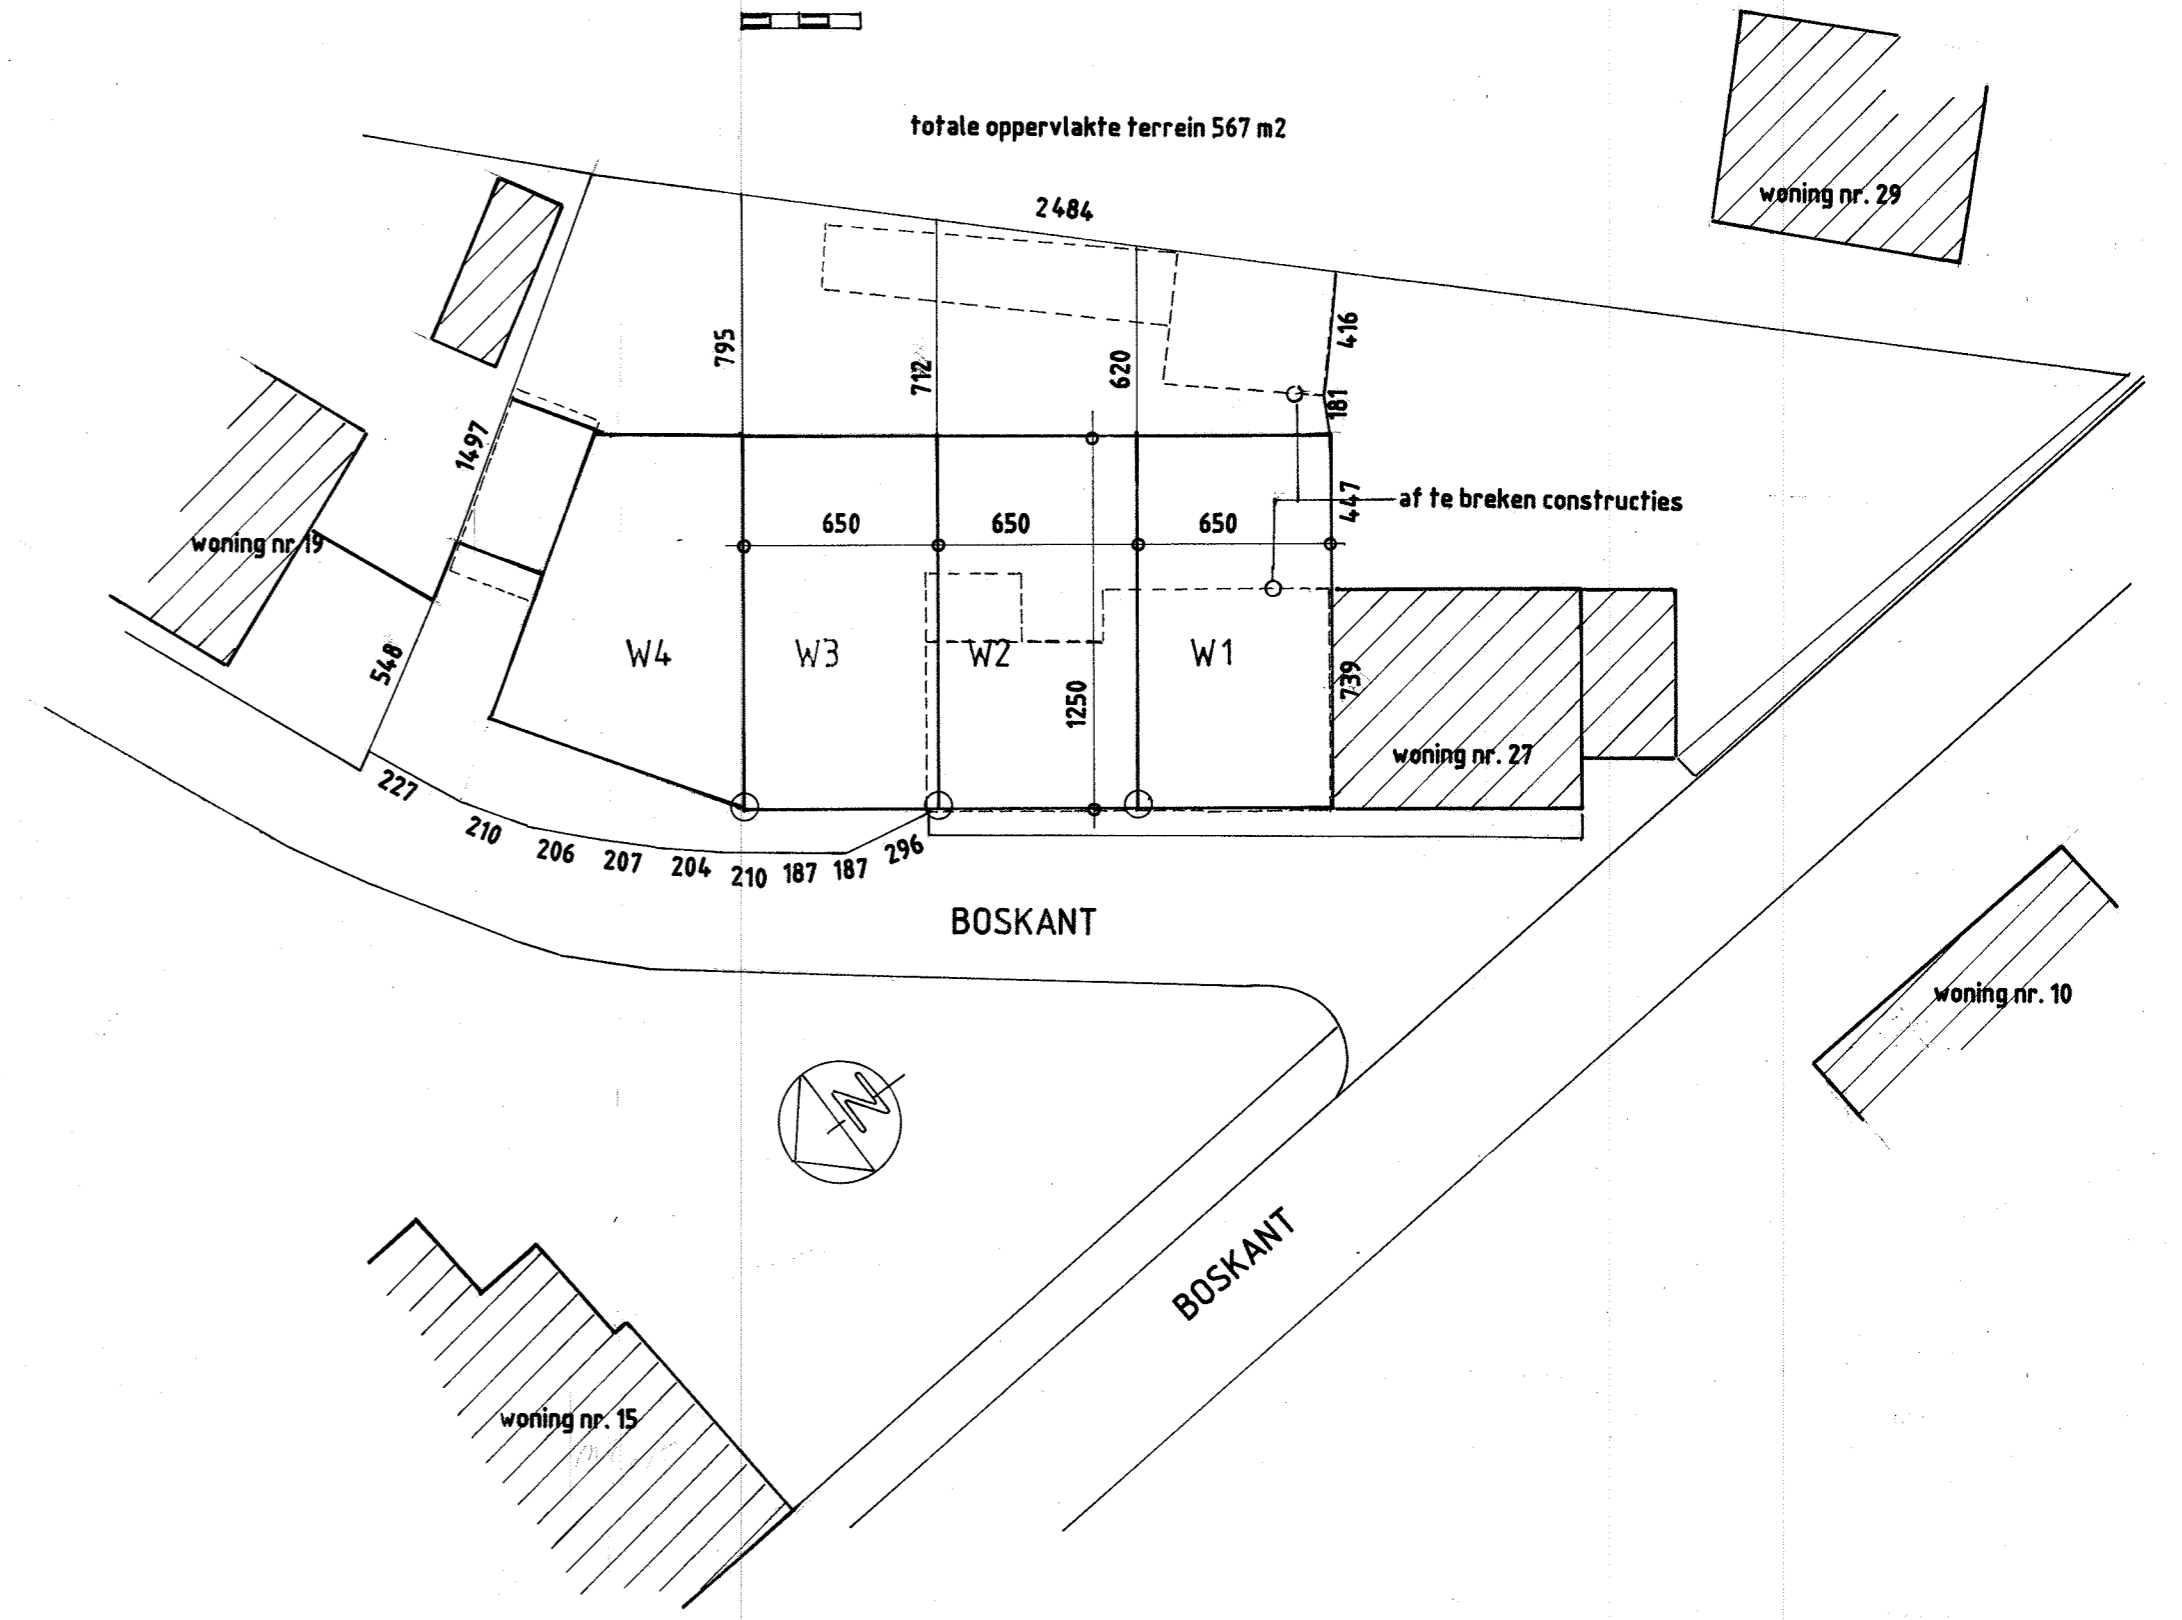 totale oppervlakte terrein 567 m2
woning nr. 29
2484
795
712
620
416
181
1497
447
af te breken constructies
650
650
650
woning nr. 19
W4
W3
W2
W1
548
1250
739
woning nr. 27
227
210
206
207
204
210
187
187
296
BOSKANT
woning nr. 10
N
BOSKANT
woning nr. 15